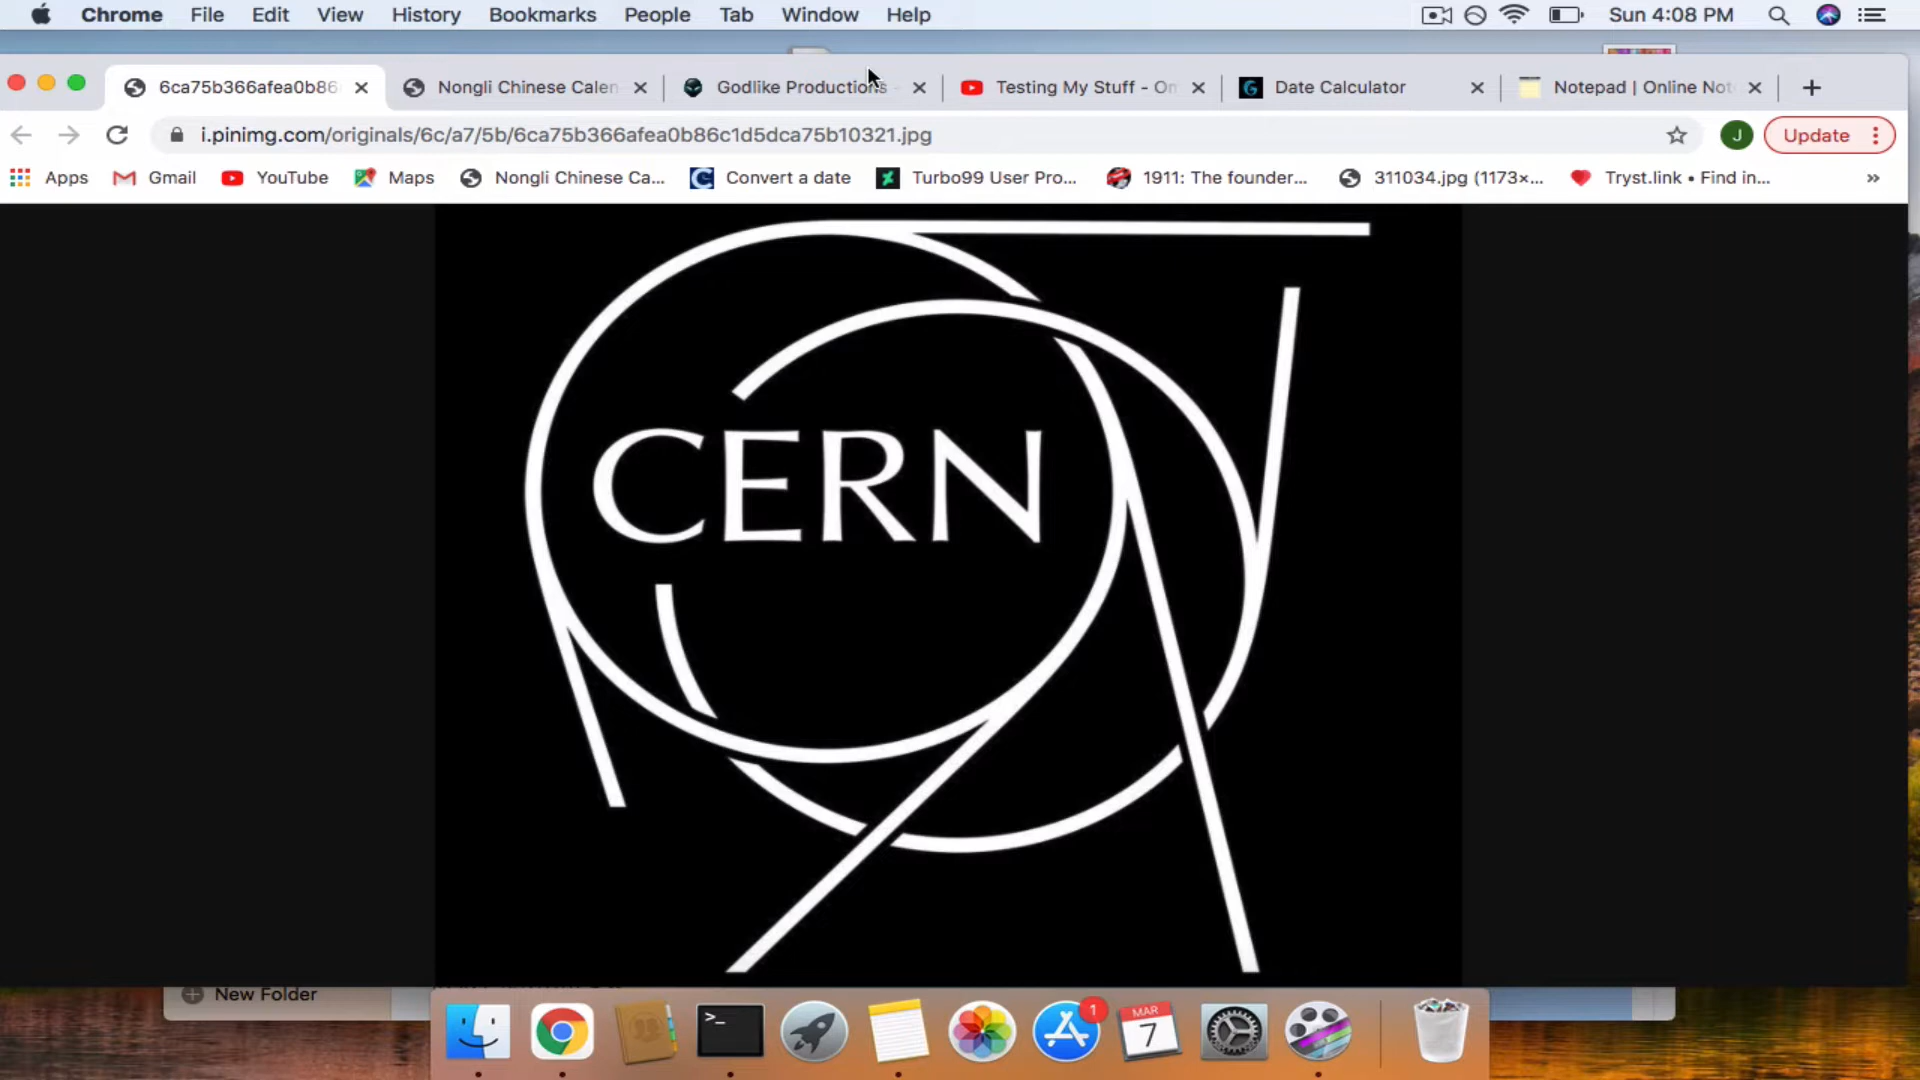 Chrome File Edit View History Bookmarks People Tab Window Help Sun 4:08 PM
6ca75b366afea0b86 Nongli Chinese Calen Godlike Productions - Testing My Stuff - Om Date Calculator Notepad | Online Not
i.pinimg.com/originals/6c/a7/5b/6ca75b366afea0b86c1d5dca75b10321.jpg J Update
Apps Gmail YouTube Maps Nongli Chinese Ca... Convert a date Turbo99 User Pro... 1911: The founder... 311034.jpg (1173×... Tryst.link • Find in... »
CERN
New Folder
>_
1
MAR
7